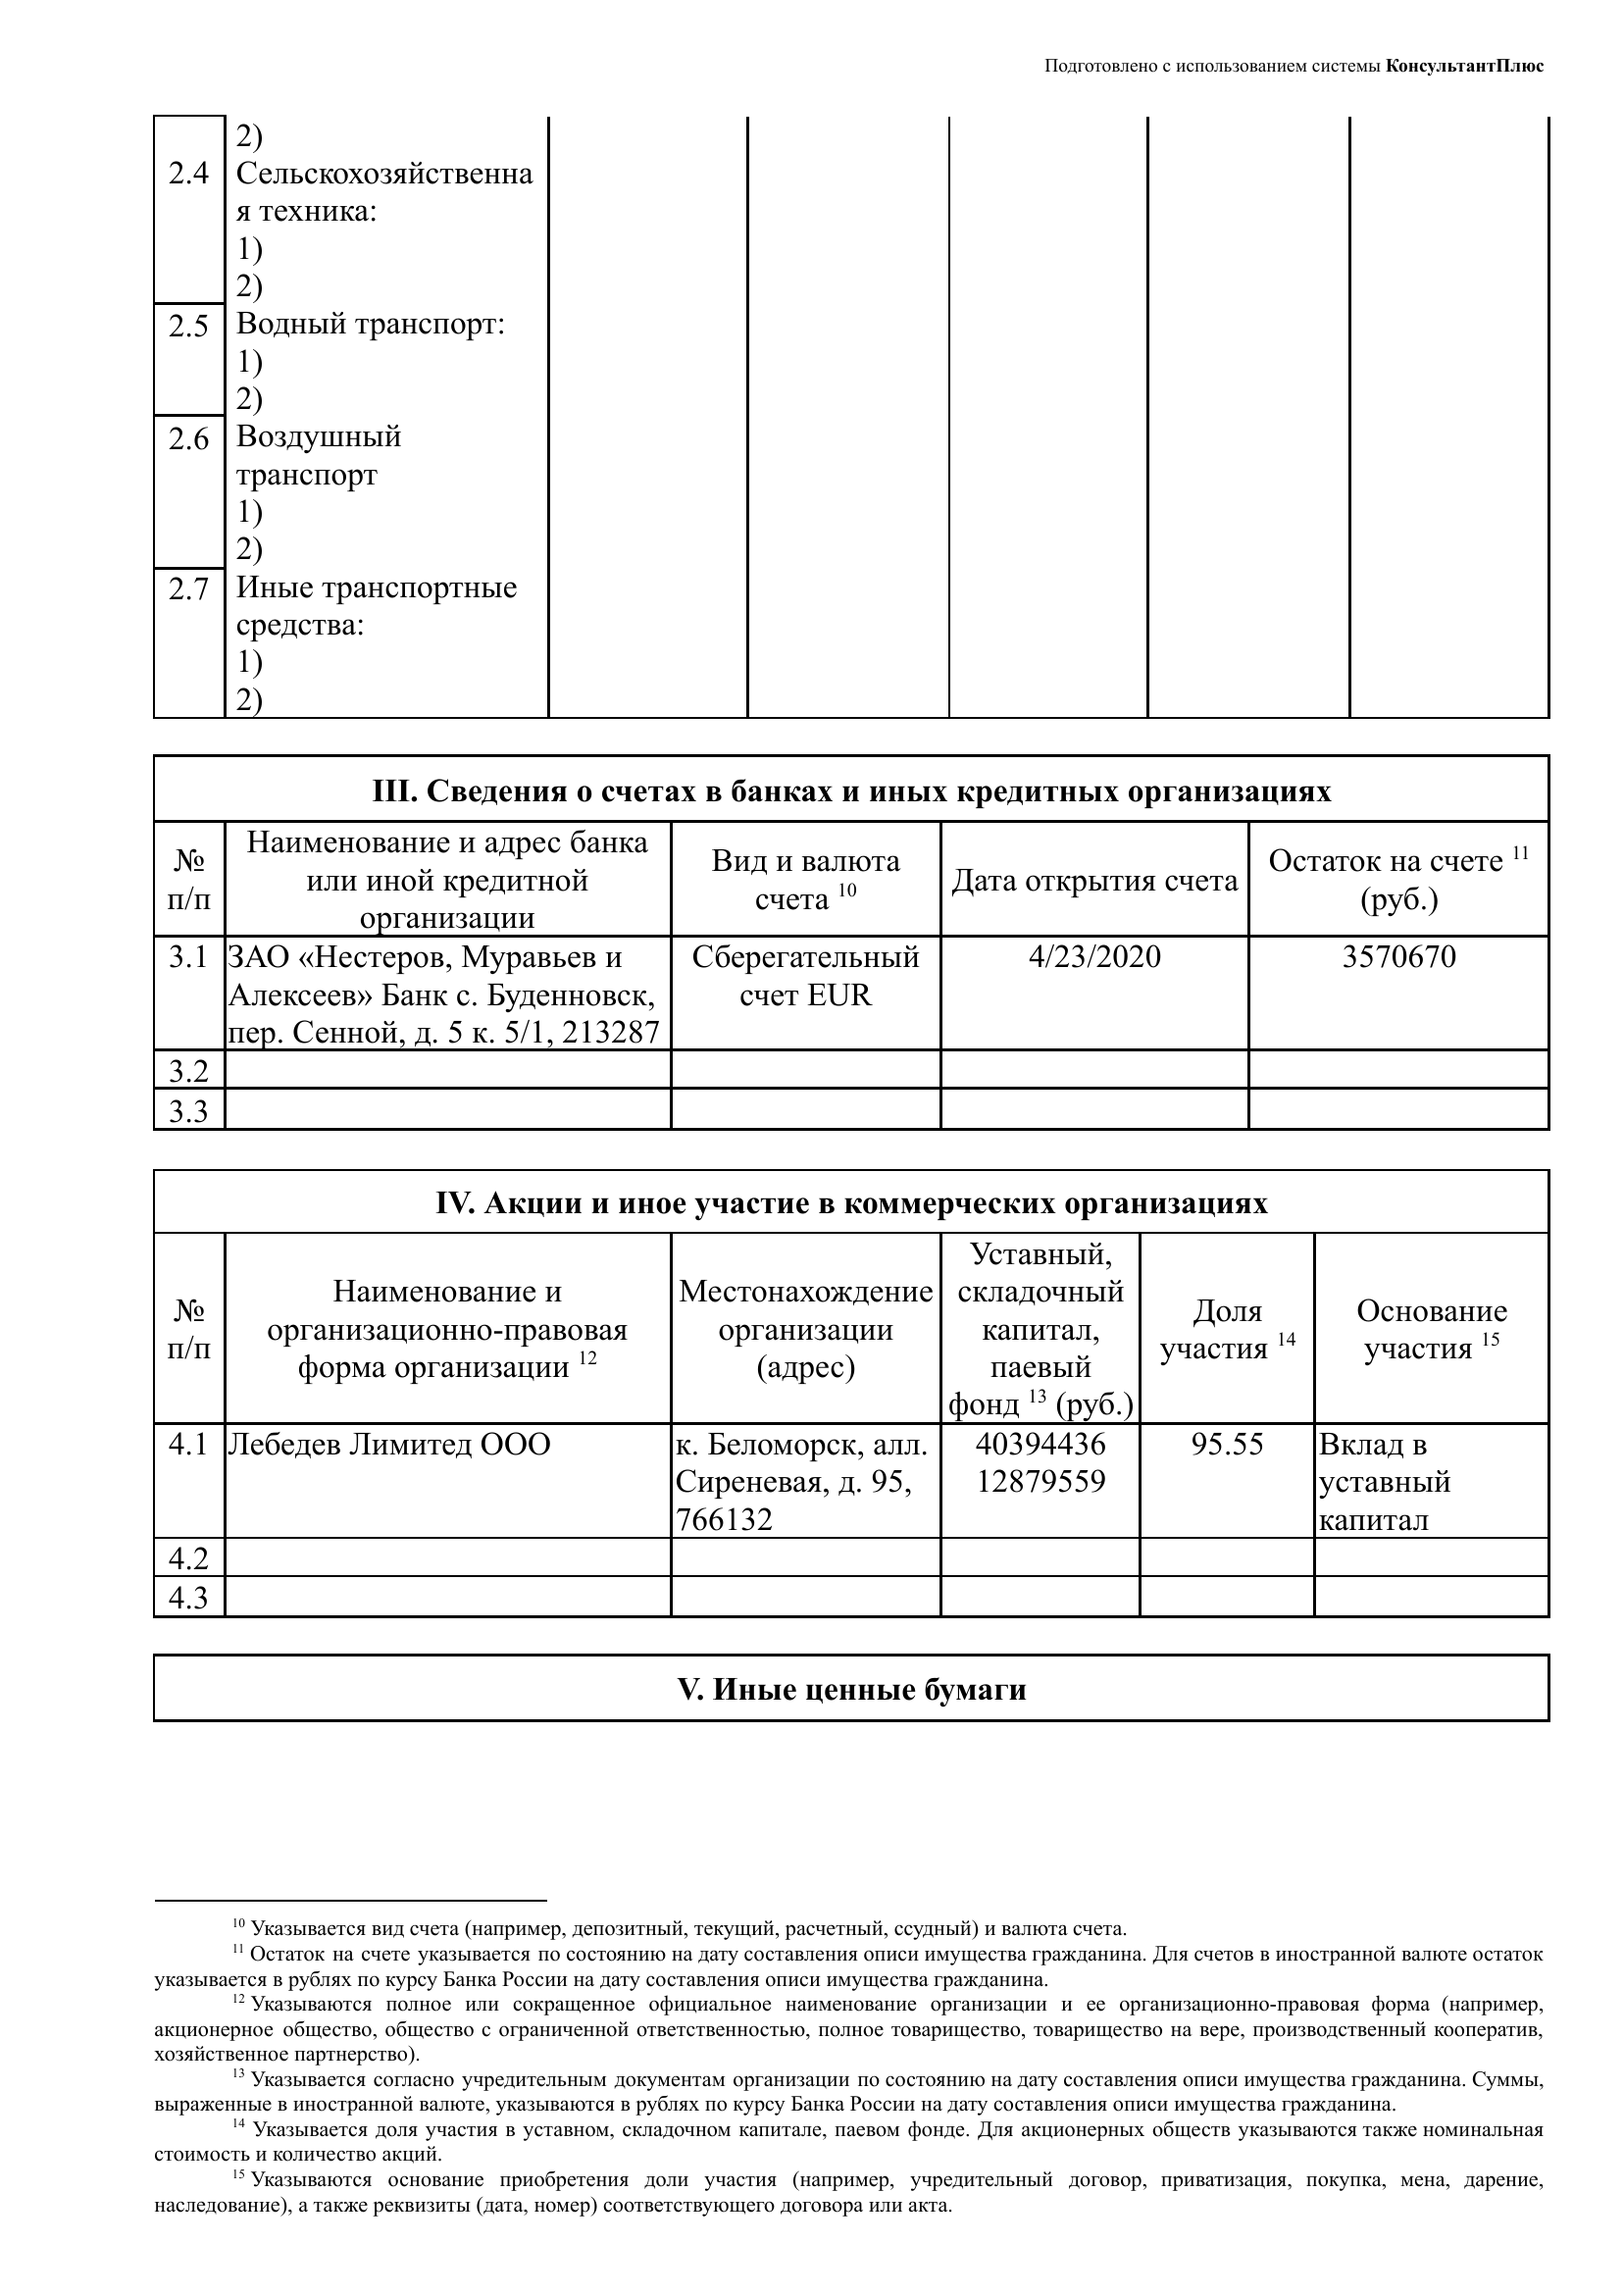 Подготовлено с использованием системы КонсультантПлюс
2)
2.4 Сельскохозяйственна
я техника:
1)
2)
2.5 Водный транспорт:
1)
2)
2.6 Воздушный
транспорт
1)
2)
2.7 Иные транспортные
средства:
1)
2)
III. Сведения о счетах в банках и иных кредитных организациях
№
п/п
Наименование и адрес банка
или иной кредитной
организации
Вид и валюта
счета 10
Дата открытия счета
Остаток на счете 11
(руб.)
3.1
ЗАО «Нестеров, Муравьев и
Алексеев» Банк с. Буденновск,
пер. Сенной, д. 5 к. 5/1, 213287
Сберегательный
счет EUR
4/23/2020
3570670
3.2
3.3
IV. Акции и иное участие в коммерческих организациях
№
п/п
Наименование и
организационно-правовая
форма организации 12
Местонахождение
организации
(адрес)
Уставный,
складочный
капитал,
паевый
фонд 13 (руб.)
Доля
участия 14
Основание
участия 15
4.1
Лебедев Лимитед ООО
к. Беломорск, алл.
Сиреневая, д. 95,
766132
40394436
12879559
95.55
Вклад в
уставный
капитал
4.2
4.3
V. Иные ценные бумаги
10 Указывается вид счета (например, депозитный, текущий, расчетный, ссудный) и валюта счета.
11 Остаток на счете указывается по состоянию на дату составления описи имущества гражданина. Для счетов в иностранной валюте остаток
указывается в рублях по курсу Банка России на дату составления описи имущества гражданина.
12 Указываются полное или сокращенное официальное наименование организации и ее организационно-правовая форма (например,
акционерное общество, общество с ограниченной ответственностью, полное товарищество, товарищество на вере, производственный кооператив,
хозяйственное партнерство).
13 Указывается согласно учредительным документам организации по состоянию на дату составления описи имущества гражданина. Суммы,
выраженные в иностранной валюте, указываются в рублях по курсу Банка России на дату составления описи имущества гражданина.
14 Указывается доля участия в уставном, складочном капитале, паевом фонде. Для акционерных обществ указываются также номинальная
стоимость и количество акций.
15 Указываются основание приобретения доли участия (например, учредительный договор, приватизация, покупка, мена, дарение,
наследование), а также реквизиты (дата, номер) соответствующего договора или акта.